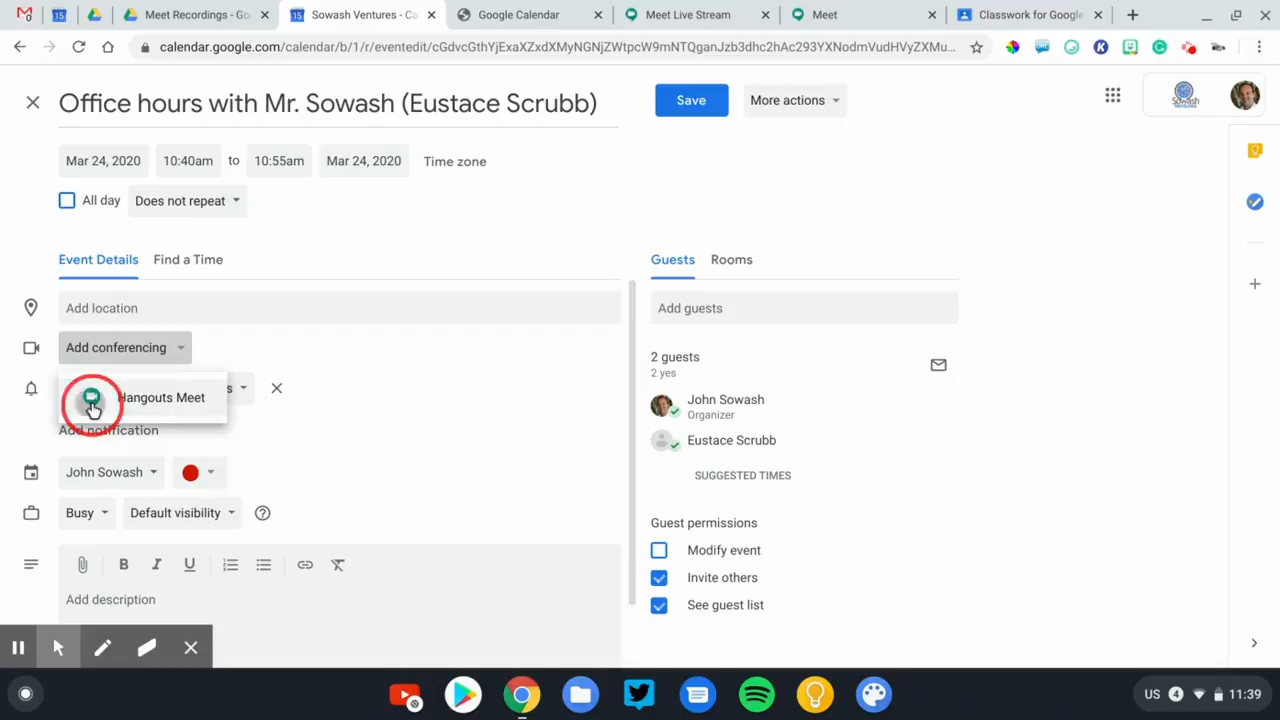 Meet Recordings - Go
Sowash Ventures - Ca
Google Calendar
Meet Live Stream
Meet
Classwork for Google
calendar.google.com/calendar/b/1/r/eventedit/
Office hours with Mr. Sowash (Eustace Scrubb)
Save
More actions
Sowash
Mar 24, 2020
10:40am
to
10:55am
Mar 24, 2020
Time zone
All day
Does not repeat
Event Details
Find a Time
Guests
Rooms
Add location
Add guests
Add conferencing
2 guests
2 yes
Hangouts Meet
s
John Sowash
Organizer
Add notification
Eustace Scrubb
John Sowash
SUGGESTED TIMES
Busy
Default visibility
Guest permissions
Modify event
B I U
Invite others
Add description
See guest list
US 4 11:39